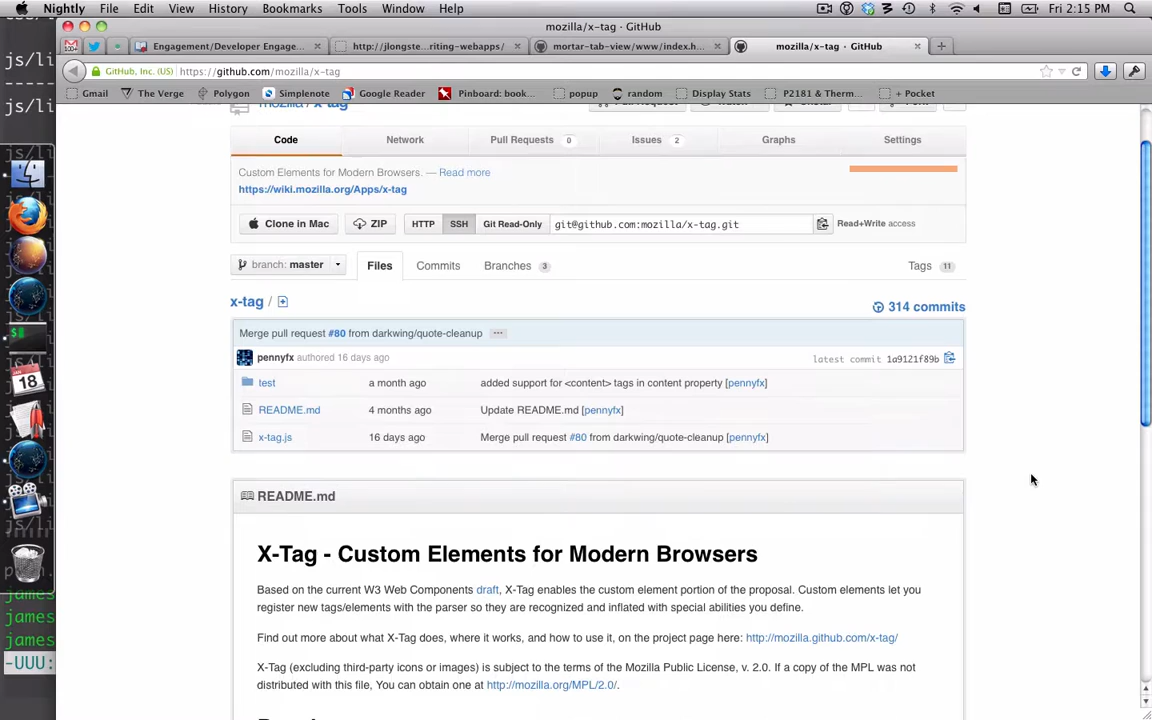 Nightly File Edit View History Bookmarks Tools Window Help Fri 2:15 PM
mozilla/x-tag · GitHub
Engagement/Developer Engage... http://jlongste...riting-webapps/ mortar-tab-view/www/index.h... mozilla/x-tag · GitHub
GitHub, Inc. (US) https://github.com/mozilla/x-tag
Gmail The Verge Polygon Simplenote Google Reader Pinboard: book... popup random Display Stats P2181 & Therm... + Pocket
mozilla / x-tag
Code Network Pull Requests 0 Issues 2 Graphs Settings
Custom Elements for Modern Browsers. — Read more
https://wiki.mozilla.org/Apps/x-tag
Clone in Mac ZIP HTTP SSH Git Read-Only git@github.com:mozilla/x-tag.git Read+Write access
branch: master Files Commits Branches 3 Tags 11
x-tag / 314 commits
Merge pull request #80 from darkwing/quote-cleanup ...
pennyfx authored 16 days ago latest commit 1a9121f89b
test a month ago added support for <content> tags in content property [pennyfx]
README.md 4 months ago Update README.md [pennyfx]
x-tag.js 16 days ago Merge pull request #80 from darkwing/quote-cleanup [pennyfx]
README.md
X-Tag - Custom Elements for Modern Browsers
Based on the current W3 Web Components draft, X-Tag enables the custom element portion of the proposal. Custom elements let you
register new tags/elements with the parser so they are recognized and inflated with special abilities you define.
Find out more about what X-Tag does, where it works, and how to use it, on the project page here: http://mozilla.github.com/x-tag/
X-Tag (excluding third-party icons or images) is subject to the terms of the Mozilla Public License, v. 2.0. If a copy of the MPL was not
distributed with this file, You can obtain one at http://mozilla.org/MPL/2.0/.
js/li
js/li
JAN
18
james
james
james
-UUU: